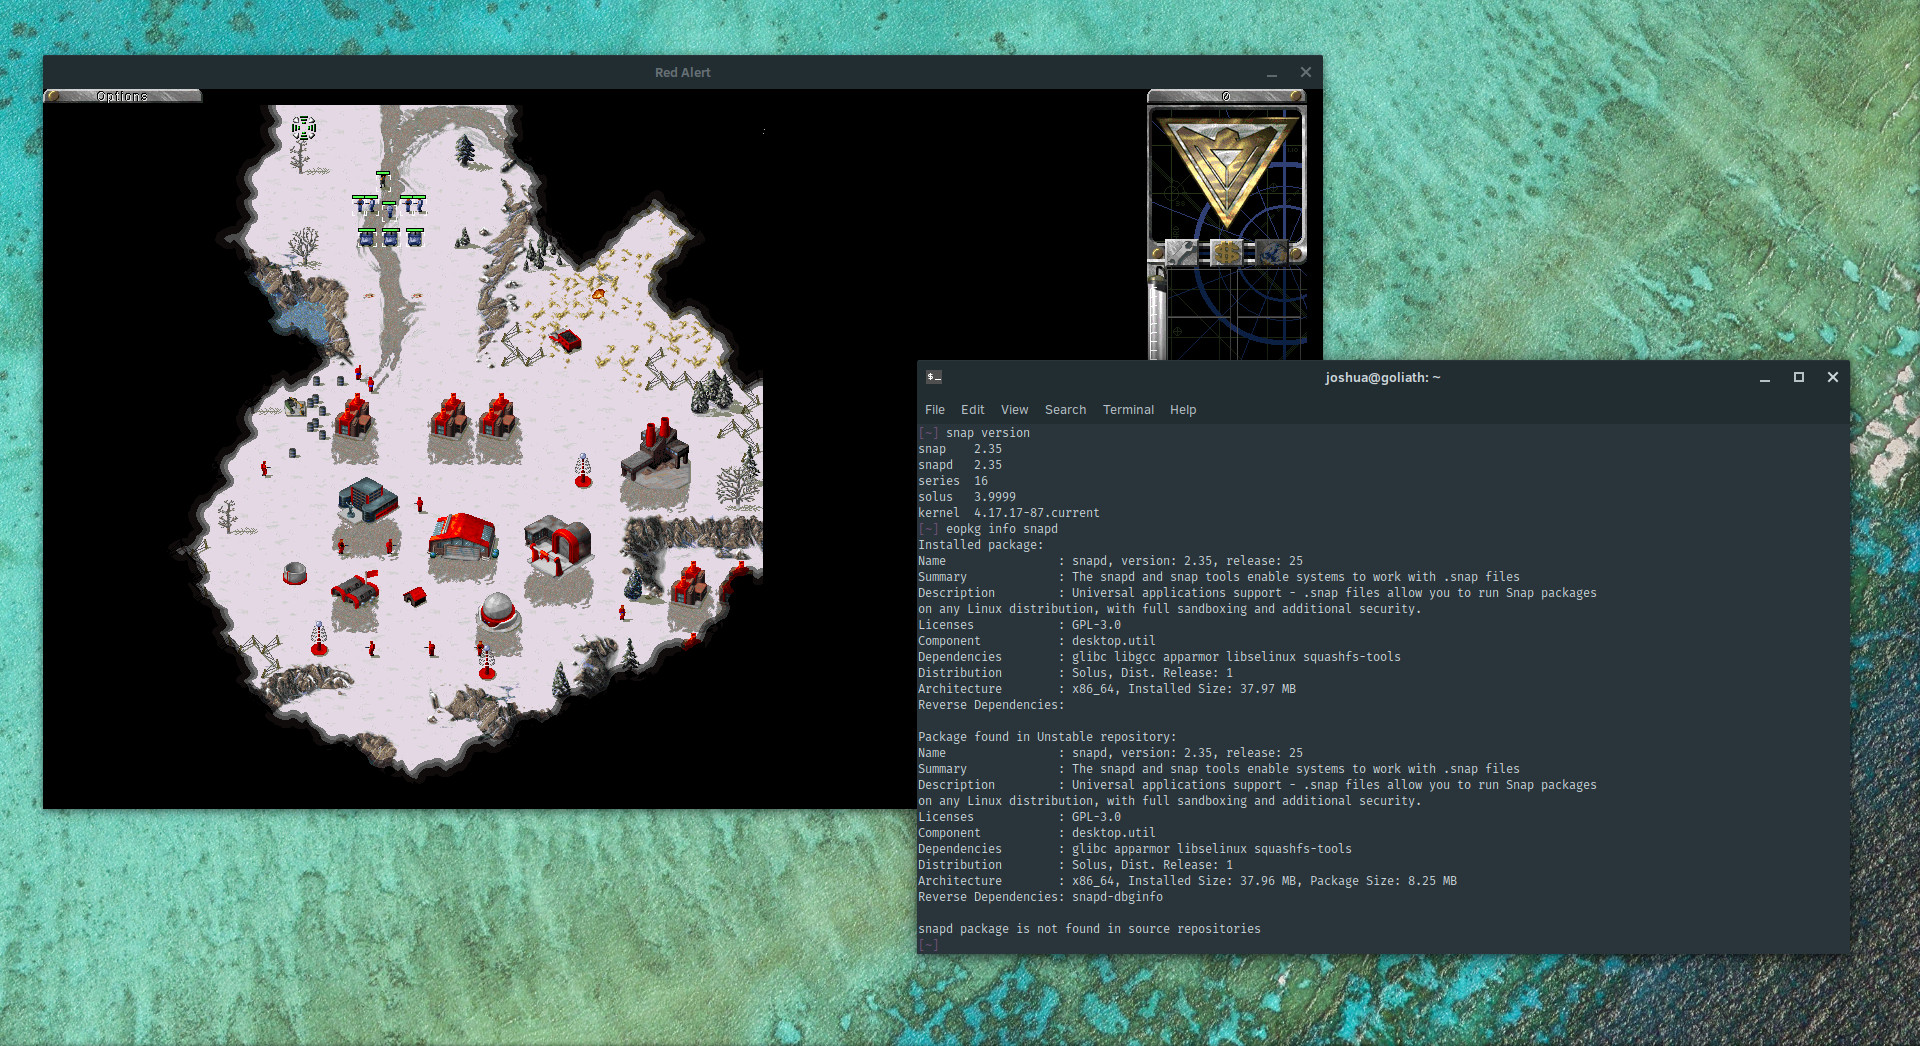 Red Alert
Options
0
joshua@goliath: ~
File Edit View Search Terminal Help
[~] snap version
snap    2.35
snapd   2.35
series  16
solus   3.9999
kernel  4.17.17-87.current
[~] eopkg info snapd
Installed package:
Name                : snapd, version: 2.35, release: 25
Summary             : The snapd and snap tools enable systems to work with .snap files
Description         : Universal applications support - .snap files allow you to run Snap packages
on any Linux distribution, with full sandboxing and additional security.
Licenses            : GPL-3.0
Component           : desktop.util
Dependencies        : glibc libgcc apparmor libselinux squashfs-tools
Distribution        : Solus, Dist. Release: 1
Architecture        : x86_64, Installed Size: 37.97 MB
Reverse Dependencies:
Package found in Unstable repository:
Name                : snapd, version: 2.35, release: 25
Summary             : The snapd and snap tools enable systems to work with .snap files
Description         : Universal applications support - .snap files allow you to run Snap packages
on any Linux distribution, with full sandboxing and additional security.
Licenses            : GPL-3.0
Component           : desktop.util
Dependencies        : glibc apparmor libselinux squashfs-tools
Distribution        : Solus, Dist. Release: 1
Architecture        : x86_64, Installed Size: 37.96 MB, Package Size: 8.25 MB
Reverse Dependencies: snapd-dbginfo
snapd package is not found in source repositories
[~]